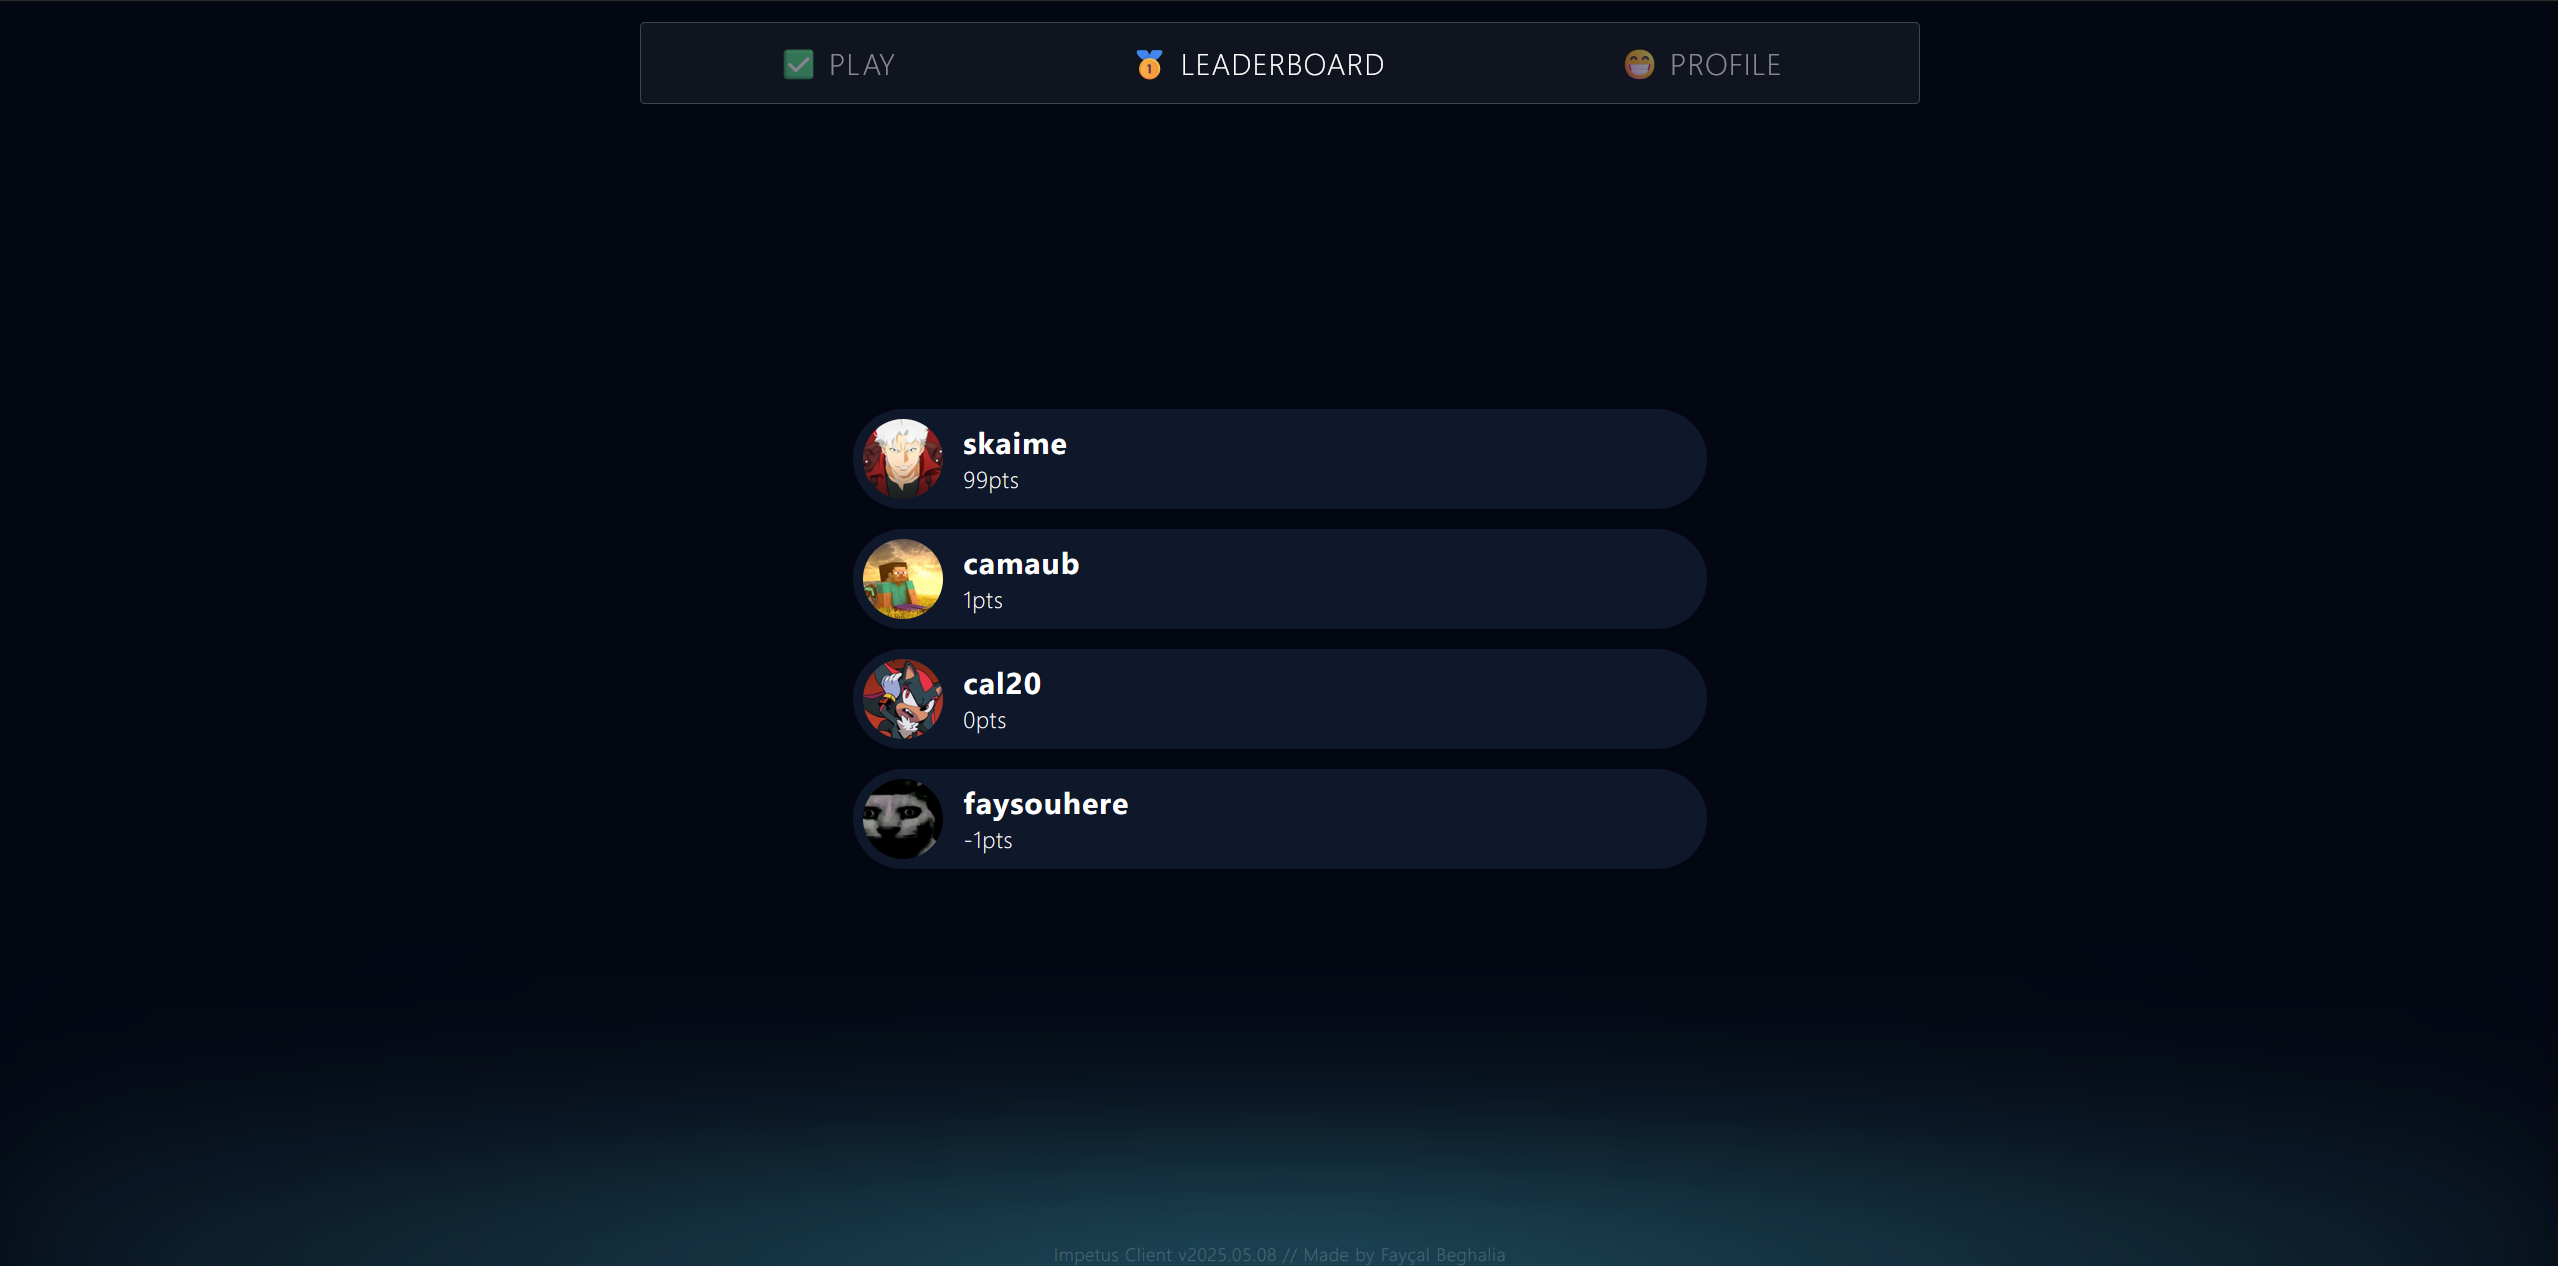 PLAY
LEADERBOARD
PROFILE
skaime
99pts
camaub
1pts
cal20
0pts
faysouhere
-1pts
Impetus Client v2025.05.08 // Made by Fayçal Beghalia